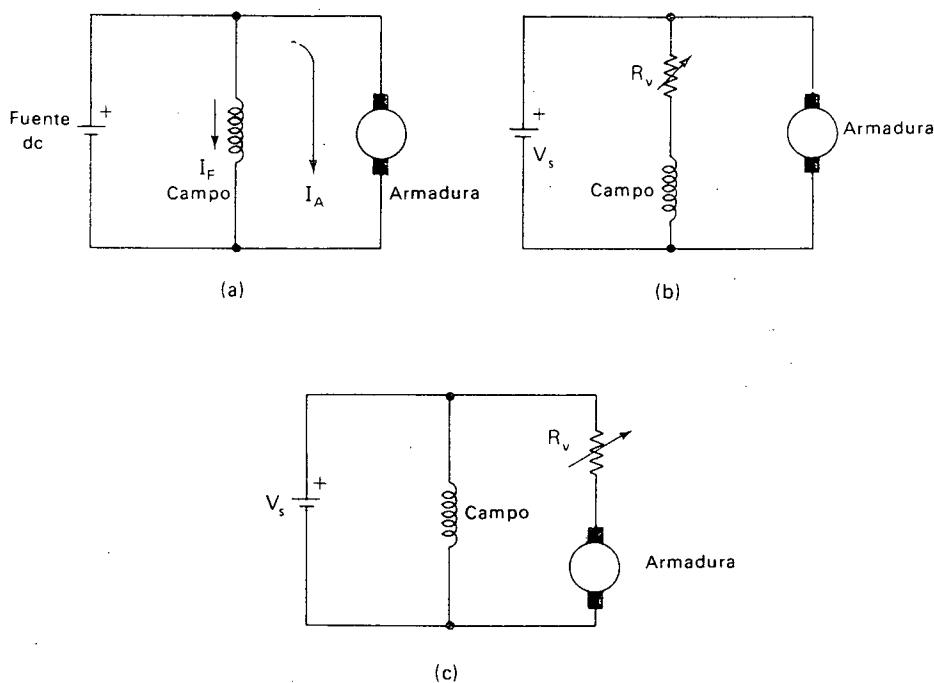 Fuente
dc
+
I_F
Campo
I_A
Armadura
(a)
R_v
+
V_s
Campo
Armadura
(b)
R_v
+
V_s
Campo
Armadura
(c)